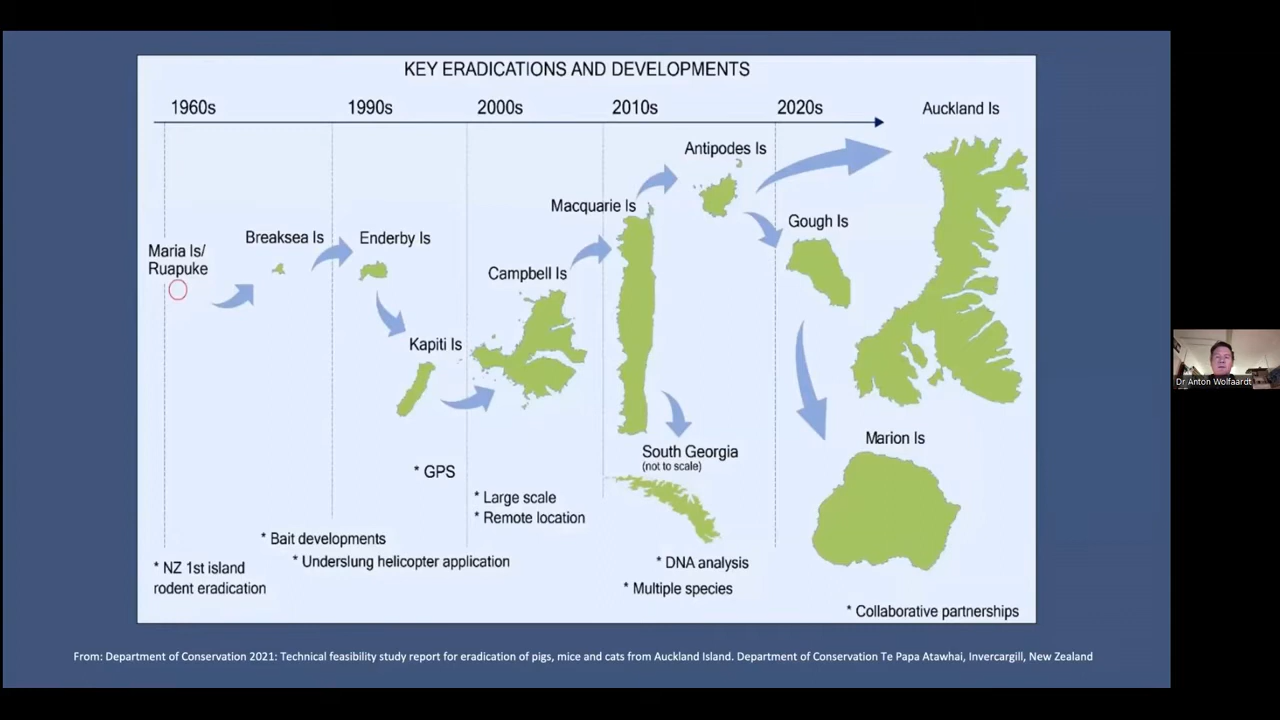 KEY ERADICATIONS AND DEVELOPMENTS
1960s
1990s
2000s
2010s
2020s
Auckland Is
Antipodes Is
Macquarie Is
Gough Is
Maria Is/
Ruapuke
Breaksea Is
Enderby Is
Campbell Is
Kapiti Is
Marion Is
South Georgia
(not to scale)
* GPS
* Large scale
* Remote location
* Bait developments
* Underslung helicopter application
* NZ 1st island
rodent eradication
* DNA analysis
* Multiple species
* Collaborative partnerships
From: Department of Conservation 2021: Technical feasibility study report for eradication of pigs, mice and cats from Auckland Island. Department of Conservation Te Papa Atawhai, Invercargill, New Zealand
Dr Anton Wolfaardt